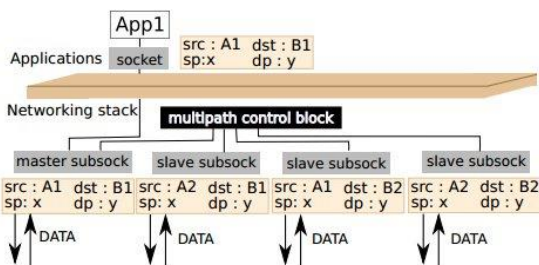 App1
Applications socket
src : A1 dst : B1
sp:x dp : y
Networking stack
multipath control block
master subsock slave subsock slave subsock slave subsock
src : A1 dst : B1 src : A2 dst : B1 src : A1 dst : B2 src : A2 dst : B2
sp: x dp : y sp: x dp : y sp: x dp : y sp: x dp : y
DATA DATA DATA DATA